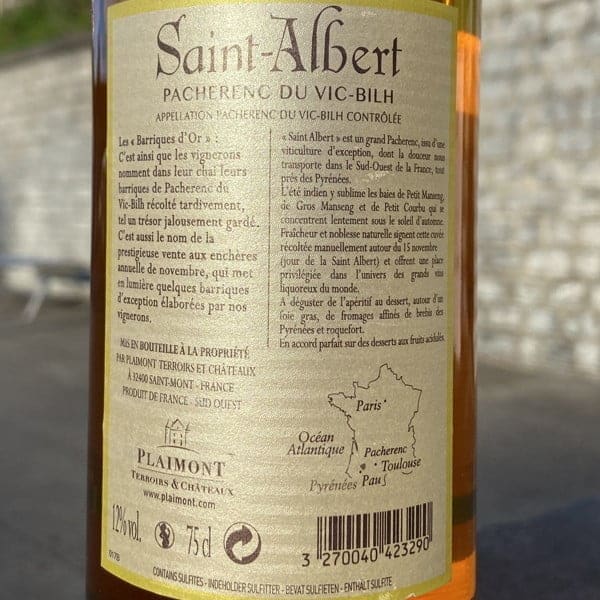 Saint-Albert
PACHERENC DU VIC-BILH
APPELLATION PACHERENC DU VIC-BILH CONTRÔLÉE
Les « Barriques d'Or » :
C'est ainsi que les vignerons
nomment dans leur chai leurs
barriques de Pacherenc du
Vic-Bilh récolté tardivement,
tel un trésor jalousement gardé.
C'est aussi le nom de la
prestigieuse vente aux enchères
annuelle de novembre, qui met
en lumière quelques barriques
d'exception élaborées par nos
vignerons.
« Saint Albert » est un grand Pacherenc, issu d'une
viticulture d'exception, dont la douceur nous
transporte dans le Sud-Ouest de la France, tout
près des Pyrénées.
L'été indien y sublime les baies de Petit Manseng,
de Gros Manseng et de Petit Courbu qui se
concentrent lentement sous le soleil d'automne.
Fraîcheur et noblesse naturelle signent cette cuvée
récoltée manuellement autour du 15 novembre
(jour de la Saint Albert) et offrent une place
privilégiée dans l'univers des grands vins
liquoreux du monde.
A déguster de l'apéritif au dessert, autour d'un
foie gras, de fromages affinés de brebis des
Pyrénées et roquefort.
En accord parfait sur des desserts aux fruits acidulés.
MIS EN BOUTEILLE À LA PROPRIÉTÉ
PAR PLAIMONT TERROIRS ET CHÂTEAUX
À 32400 SAINT-MONT - FRANCE
PRODUIT DE FRANCE - SUD OUEST
PLAIMONT
TERROIRS & CHÂTEAUX
www.plaimont.com
Paris
Océan
Atlantique
Pacherenc
Toulouse
Pyrénées
Pau
12% vol.
75 cl
3 270040 423290
017B
CONTAINS SULFITES - INDEHOLDER SULFITTER - BEVAT SULFIETEN - ENTHÄLT SULFITE